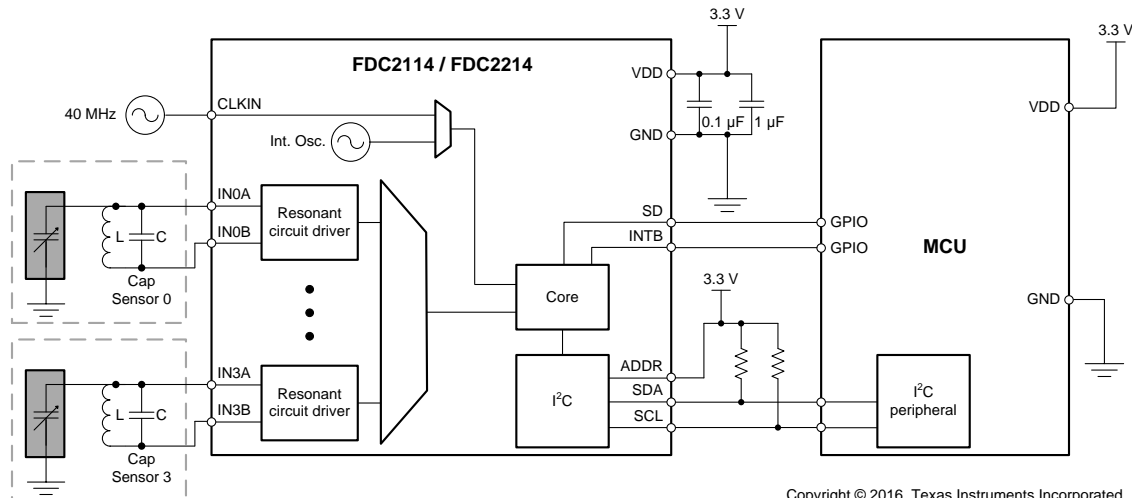 3.3 V
3.3 V
FDC2114 / FDC2214
VDD
CLKIN
40 MHz
0.1 µF
1 µF
VDD
Int. Osc.
GND
IN0A
Resonant
circuit driver
IN0B
L
C
SD
GPIO
INTB
GPIO
MCU
Cap
Sensor 0
Core
3.3 V
GND
IN3A
Resonant
circuit driver
IN3B
L
C
ADDR
SDA
SCL
I²C
I²C
peripheral
Cap
Sensor 3
Copyright © 2016, Texas Instruments Incorporated